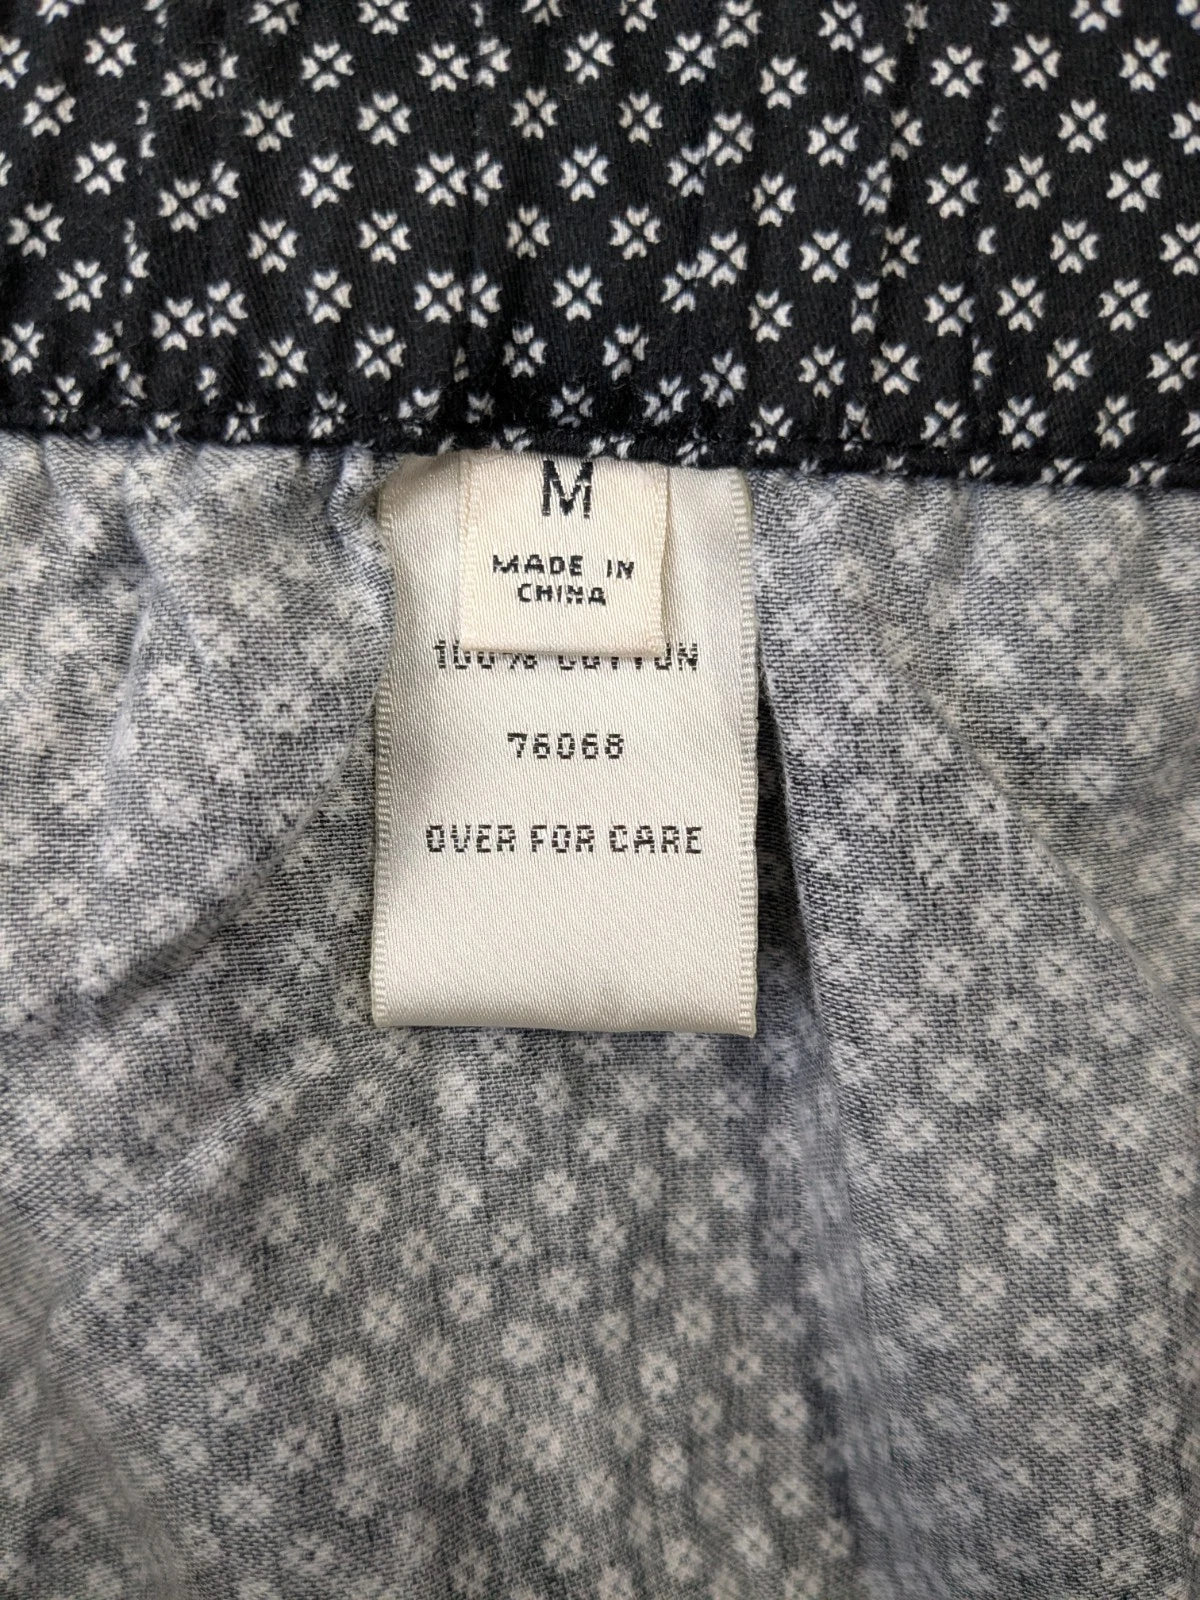 M
MADE IN
CHINA
100% COTTON
76068
OVER FOR CARE